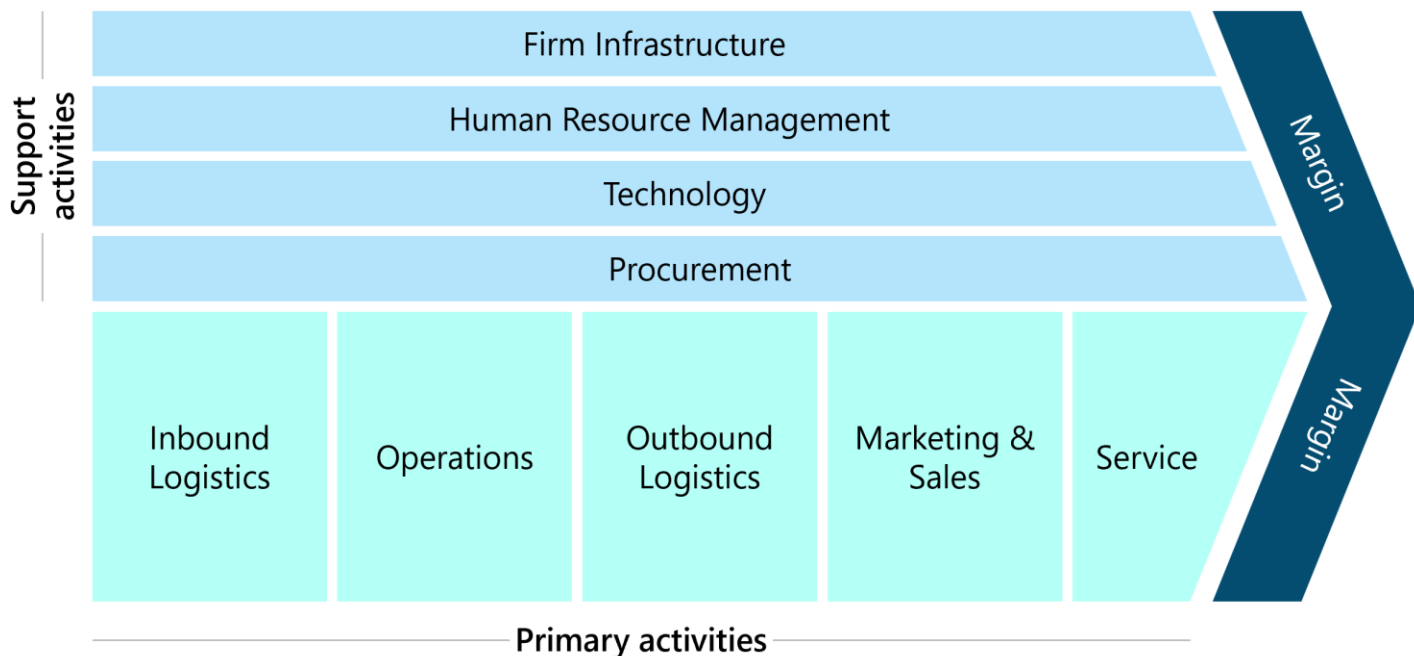 Support
activities
Firm Infrastructure
Human Resource Management
Technology
Procurement
Inbound
Logistics
Operations
Outbound
Logistics
Marketing &
Sales
Service
Margin
Margin
Primary activities